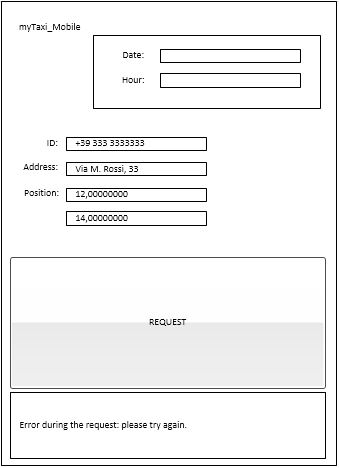 myTaxi_Mobile
Date:
Hour:
ID: +39 333 3333333
Address: Via M. Rossi, 33
Position: 12,00000000
14,00000000
REQUEST
Error during the request: please try again.